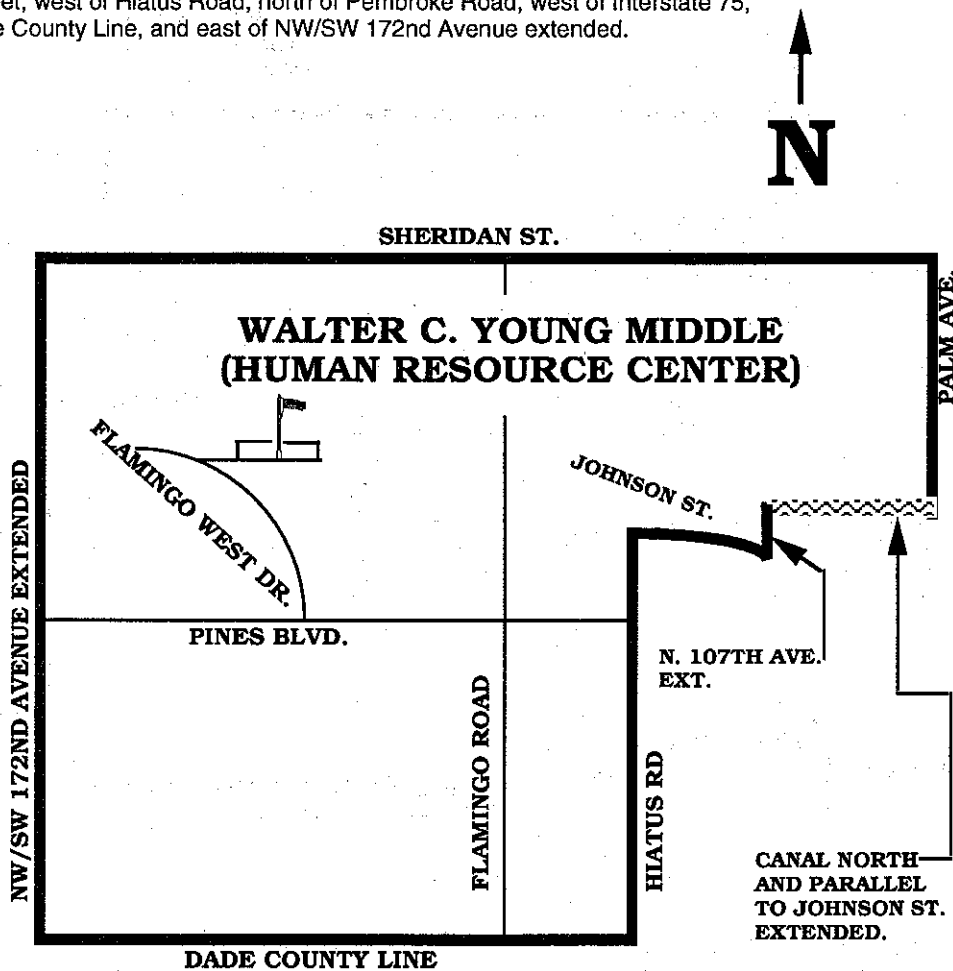 et, west of Hiatus Road, north of Pembroke Road, west of Interstate 75,
e County Line, and east of NW/SW 172nd Avenue extended.
N
SHERIDAN ST.
WALTER C. YOUNG MIDDLE
(HUMAN RESOURCE CENTER)
PALM AVE.
FLAMINGO WEST DR.
JOHNSON ST.
NW/SW 172ND AVENUE EXTENDED
PINES BLVD.
N. 107TH AVE.
EXT.
FLAMINGO ROAD
HIATUS RD
CANAL NORTH
AND PARALLEL
TO JOHNSON ST.
EXTENDED.
DADE COUNTY LINE